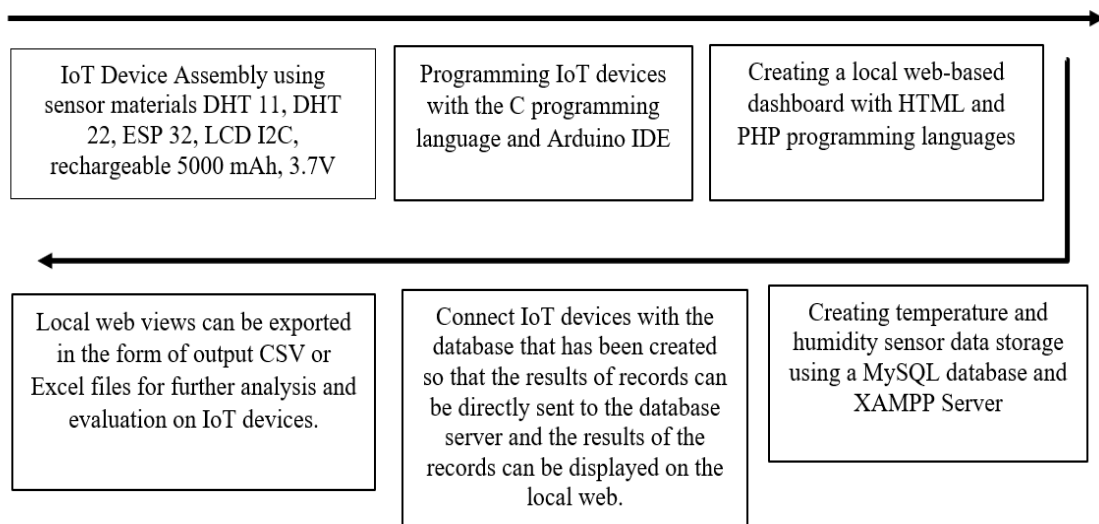 IoT Device Assembly using
sensor materials DHT 11, DHT
22, ESP 32, LCD I2C,
rechargeable 5000 mAh, 3.7V
Programming IoT devices
with the C programming
language and Arduino IDE
Creating a local web-based
dashboard with HTML and
PHP programming languages
Creating temperature and
humidity sensor data storage
using a MySQL database and
XAMPP Server
Connect IoT devices with the
database that has been created
so that the results of records can
be directly sent to the database
server and the results of the
records can be displayed on the
local web.
Local web views can be exported
in the form of output CSV or
Excel files for further analysis and
evaluation on IoT devices.